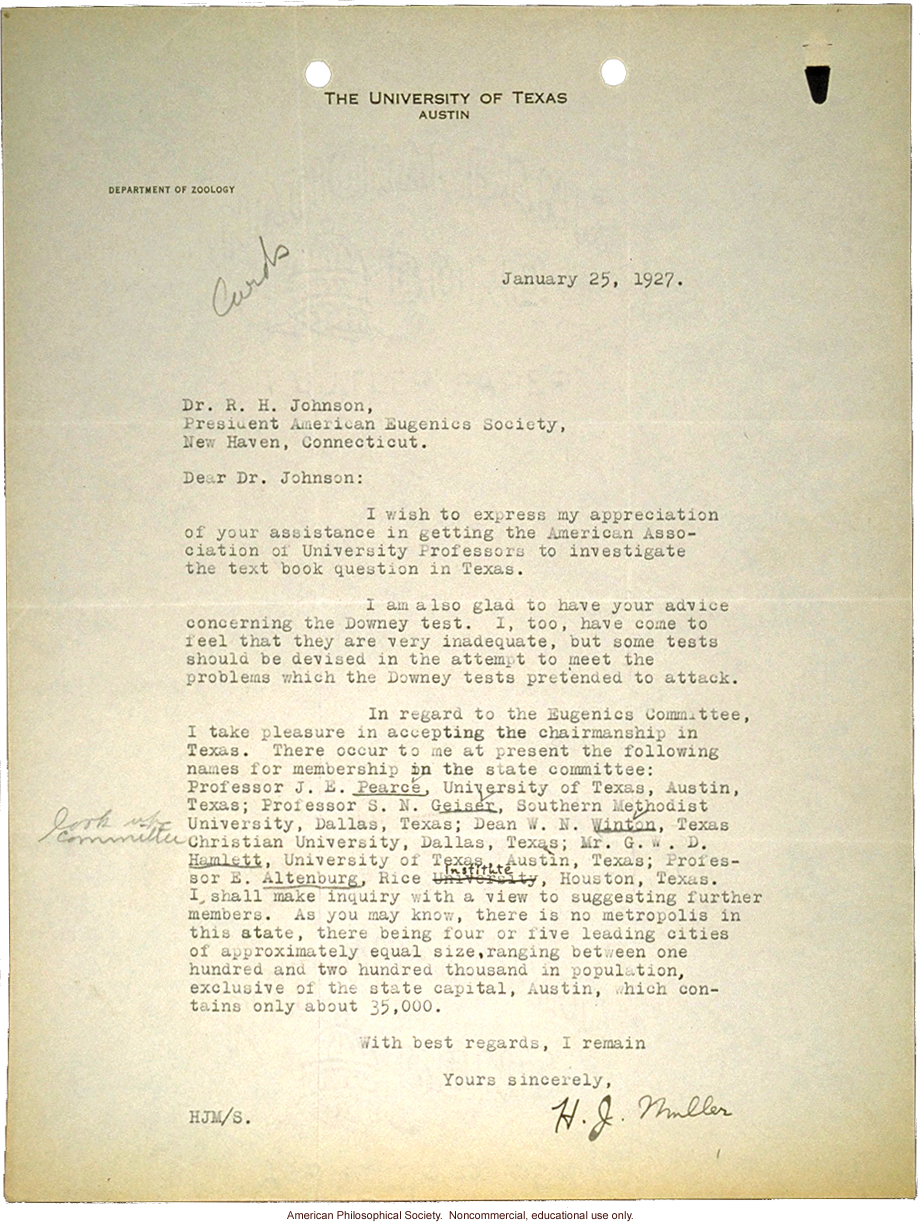 THE UNIVERSITY OF TEXAS
AUSTIN
DEPARTMENT OF ZOOLOGY
Cards
January 25, 1927.
Dr. R. H. Johnson,
President American Eugenics Society,
New Haven, Connecticut.
Dear Dr. Johnson:
I wish to express my appreciation
of your assistance in getting the American Asso-
ciation of University Professors to investigate
the text book question in Texas.
I am also glad to have your advice
concerning the Downey test. I, too, have come to
feel that they are very inadequate, but some tests
should be devised in the attempt to meet the
problems which the Downey tests pretended to attack.
In regard to the Eugenics Committee,
I take pleasure in accepting the chairmanship in
Texas. There occur to me at present the following
names for membership in the state committee:
Professor J. E. Pearce, University of Texas, Austin,
Texas; Professor S. N. Geiser, Southern Methodist
look up committee
University, Dallas, Texas; Dean W. N. Winton, Texas
Christian University, Dallas, Texas; Mr. G. W. D.
Hamlett, University of Texas, Austin, Texas; Profes-
sor E. Altenburg, Rice University Institute, Houston, Texas.
I shall make inquiry with a view to suggesting further
members. As you may know, there is no metropolis in
this state, there being four or five leading cities
of approximately equal size, ranging between one
hundred and two hundred thousand in population,
exclusive of the state capital, Austin, which con-
tains only about 35,000.
With best regards, I remain
Yours sincerely,
HJM/S.
H. J. Muller
American Philosophical Society. Noncommercial, educational use only.